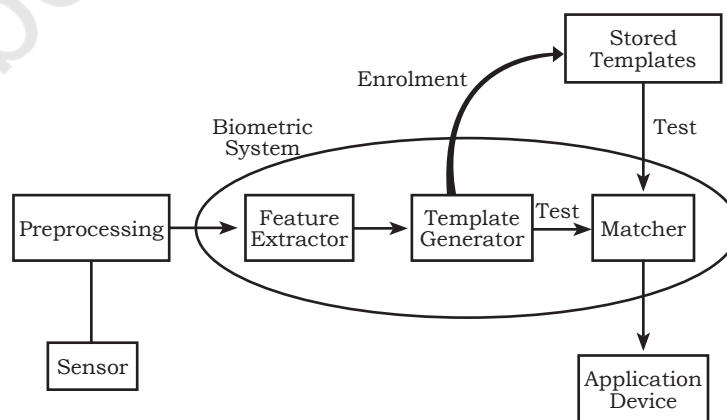 Stored
Templates
Enrolment
Test
Biometric
System
Preprocessing
Feature
Extractor
Template
Generator
Test
Matcher
Sensor
Application
Device